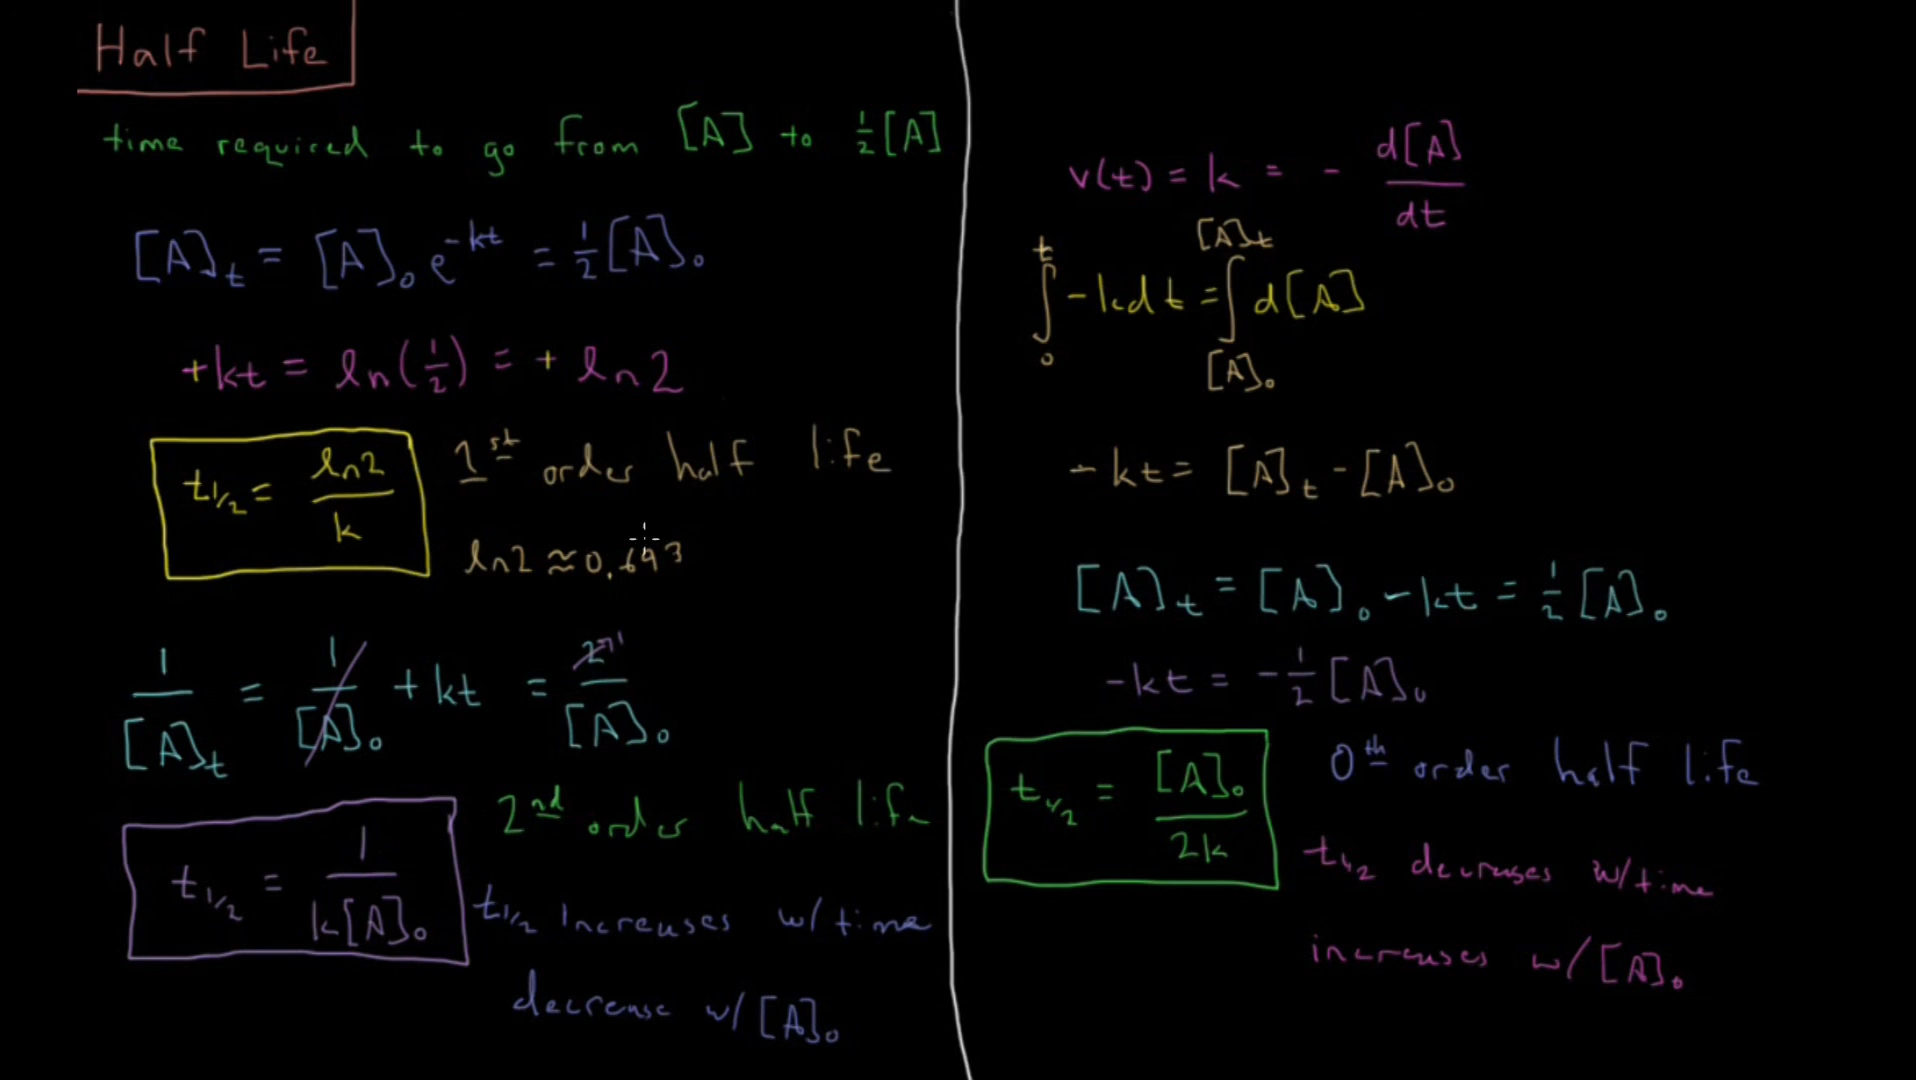 Half Life
time required to go from [A] to ½[A]
[A]ₜ = [A]₀ e^(-kt) = ½[A]₀
+kt = ln(½) = + ln2
t₁/₂ = ln2 / k
1st order half life
ln2 ≈ 0.693
1/[A]ₜ = 1/[A]₀ + kt = 2 1/[A]₀
2nd order half life
t₁/₂ = 1 / k[A]₀
t₁/₂ increases w/ time
decrease w/ [A]₀
v(t) = k = - d[A]/dt
∫₀ᵗ -kdt = ∫_[A]₀^[A]ₜ d[A]
-kt = [A]ₜ - [A]₀
[A]ₜ = [A]₀ - kt = ½[A]₀
-kt = -½[A]₀
t₁/₂ = [A]₀ / 2k
0th order half life
t₁/₂ decreases w/ time
increases w/ [A]₀